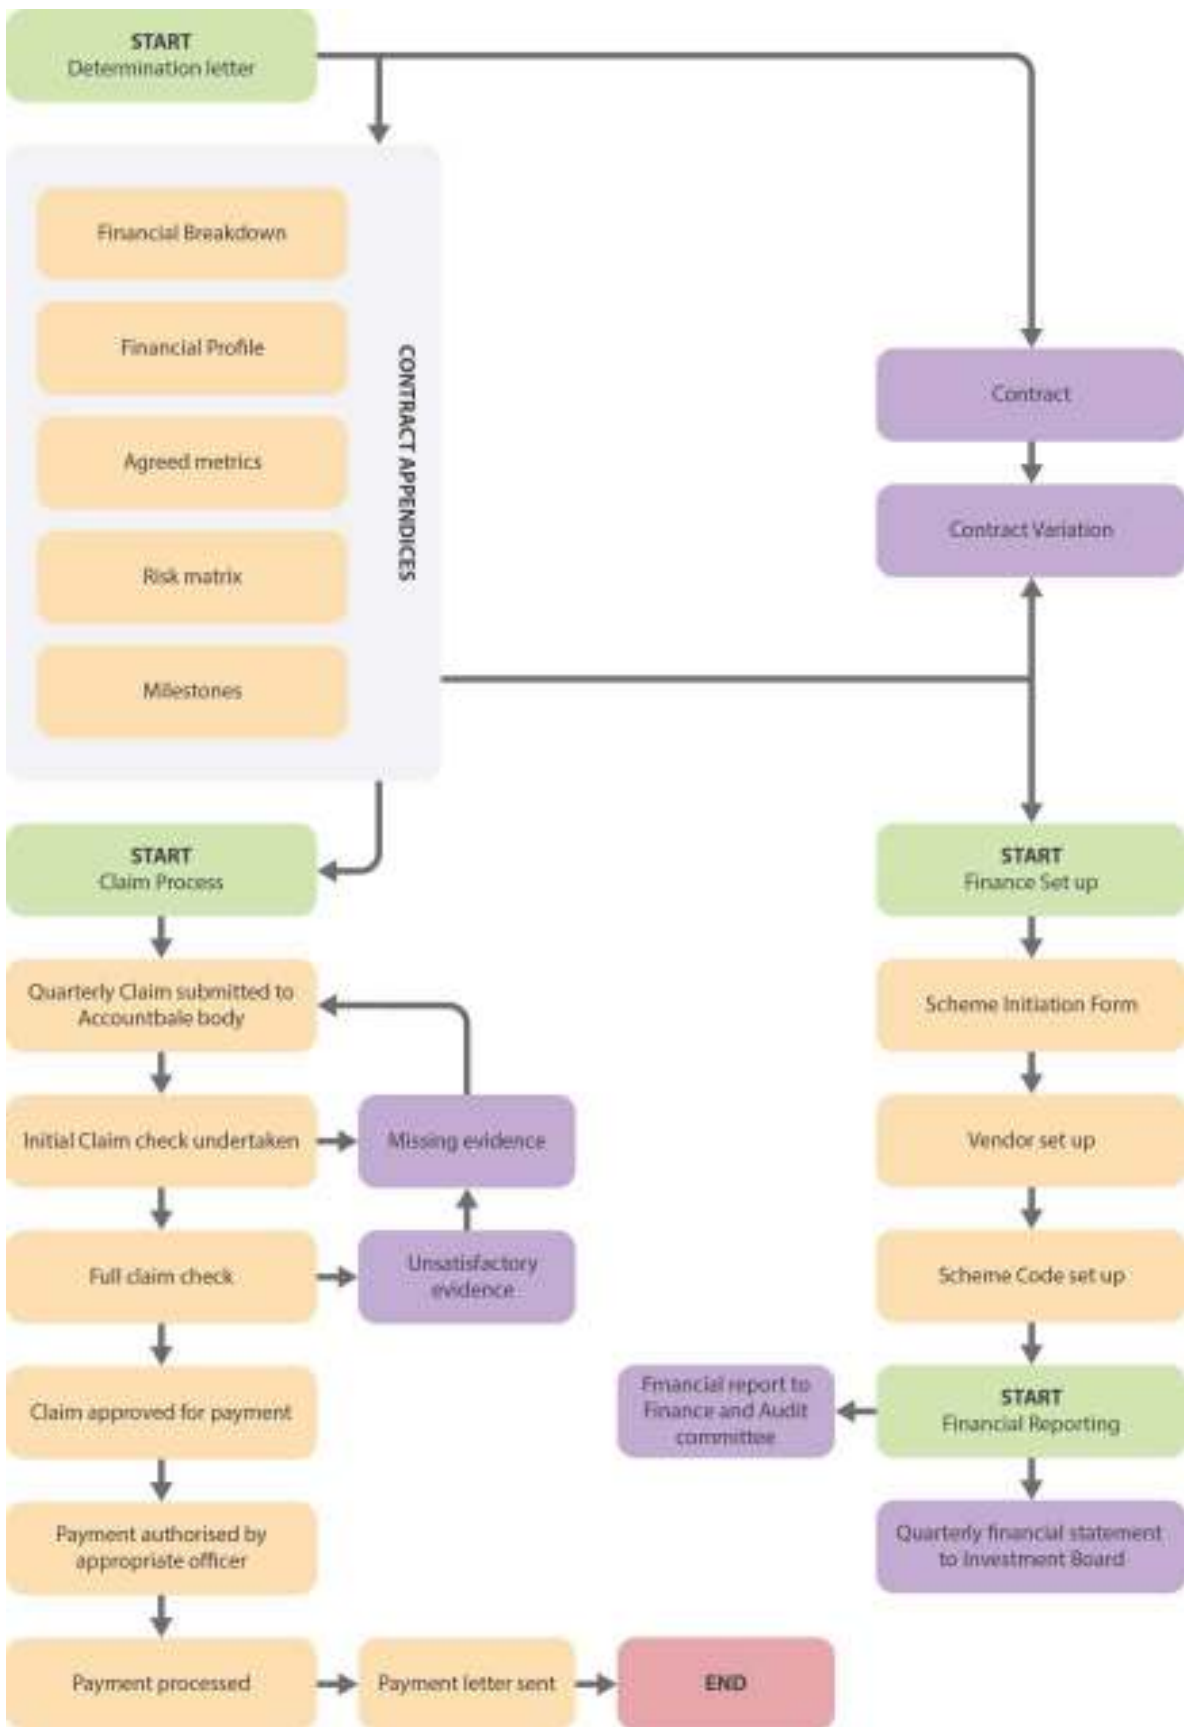 START
Determination letter
Financial Breakdown
Financial Profile
Agreed metrics
Risk matrix
Milestones
CONTRACT APPENDICES
Contract
Contract Variation
START
Claim Process
Quarterly Claim submitted to
Accountbale body
Initial Claim check undertaken
Missing evidence
Full claim check
Unsatisfactory
evidence
Claim approved for payment
Payment authorised by
appropriate officer
Payment processed
Payment letter sent
END
START
Finance Set up
Scheme Initiation Form
Vendor set up
Scheme Code set up
START
Financial Reporting
Financial report to
Finance and Audit
committee
Quarterly financial statement
to Investment Board